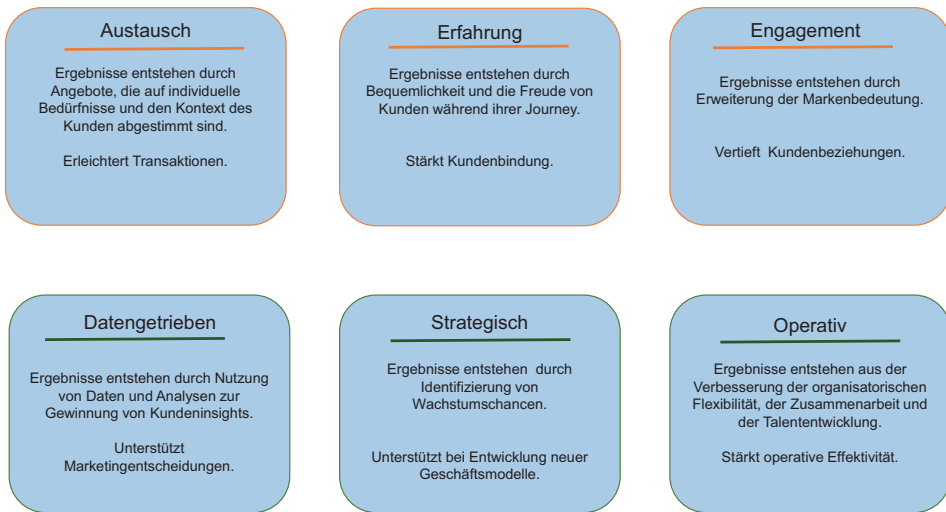 Austausch
Ergebnisse entstehen durch
Angebote, die auf individuelle
Bedürfnisse und den Kontext des
Kunden abgestimmt sind.
Erleichtert Transaktionen.
Erfahrung
Ergebnisse entstehen durch
Bequemlichkeit und die Freude von
Kunden während ihrer Journey.
Stärkt Kundenbindung.
Engagement
Ergebnisse entstehen durch
Erweiterung der Markenbedeutung.
Vertieft Kundenbeziehungen.
Datengetrieben
Ergebnisse entstehen durch Nutzung
von Daten und Analysen zur
Gewinnung von Kundeninsights.
Unterstützt
Marketingentscheidungen.
Strategisch
Ergebnisse entstehen durch
Identifizierung von
Wachstumschancen.
Unterstützt bei Entwicklung neuer
Geschäftsmodelle.
Operativ
Ergebnisse entstehen aus der
Verbesserung der organisatorischen
Flexibilität, der Zusammenarbeit und
der Talententwicklung.
Stärkt operative Effektivität.